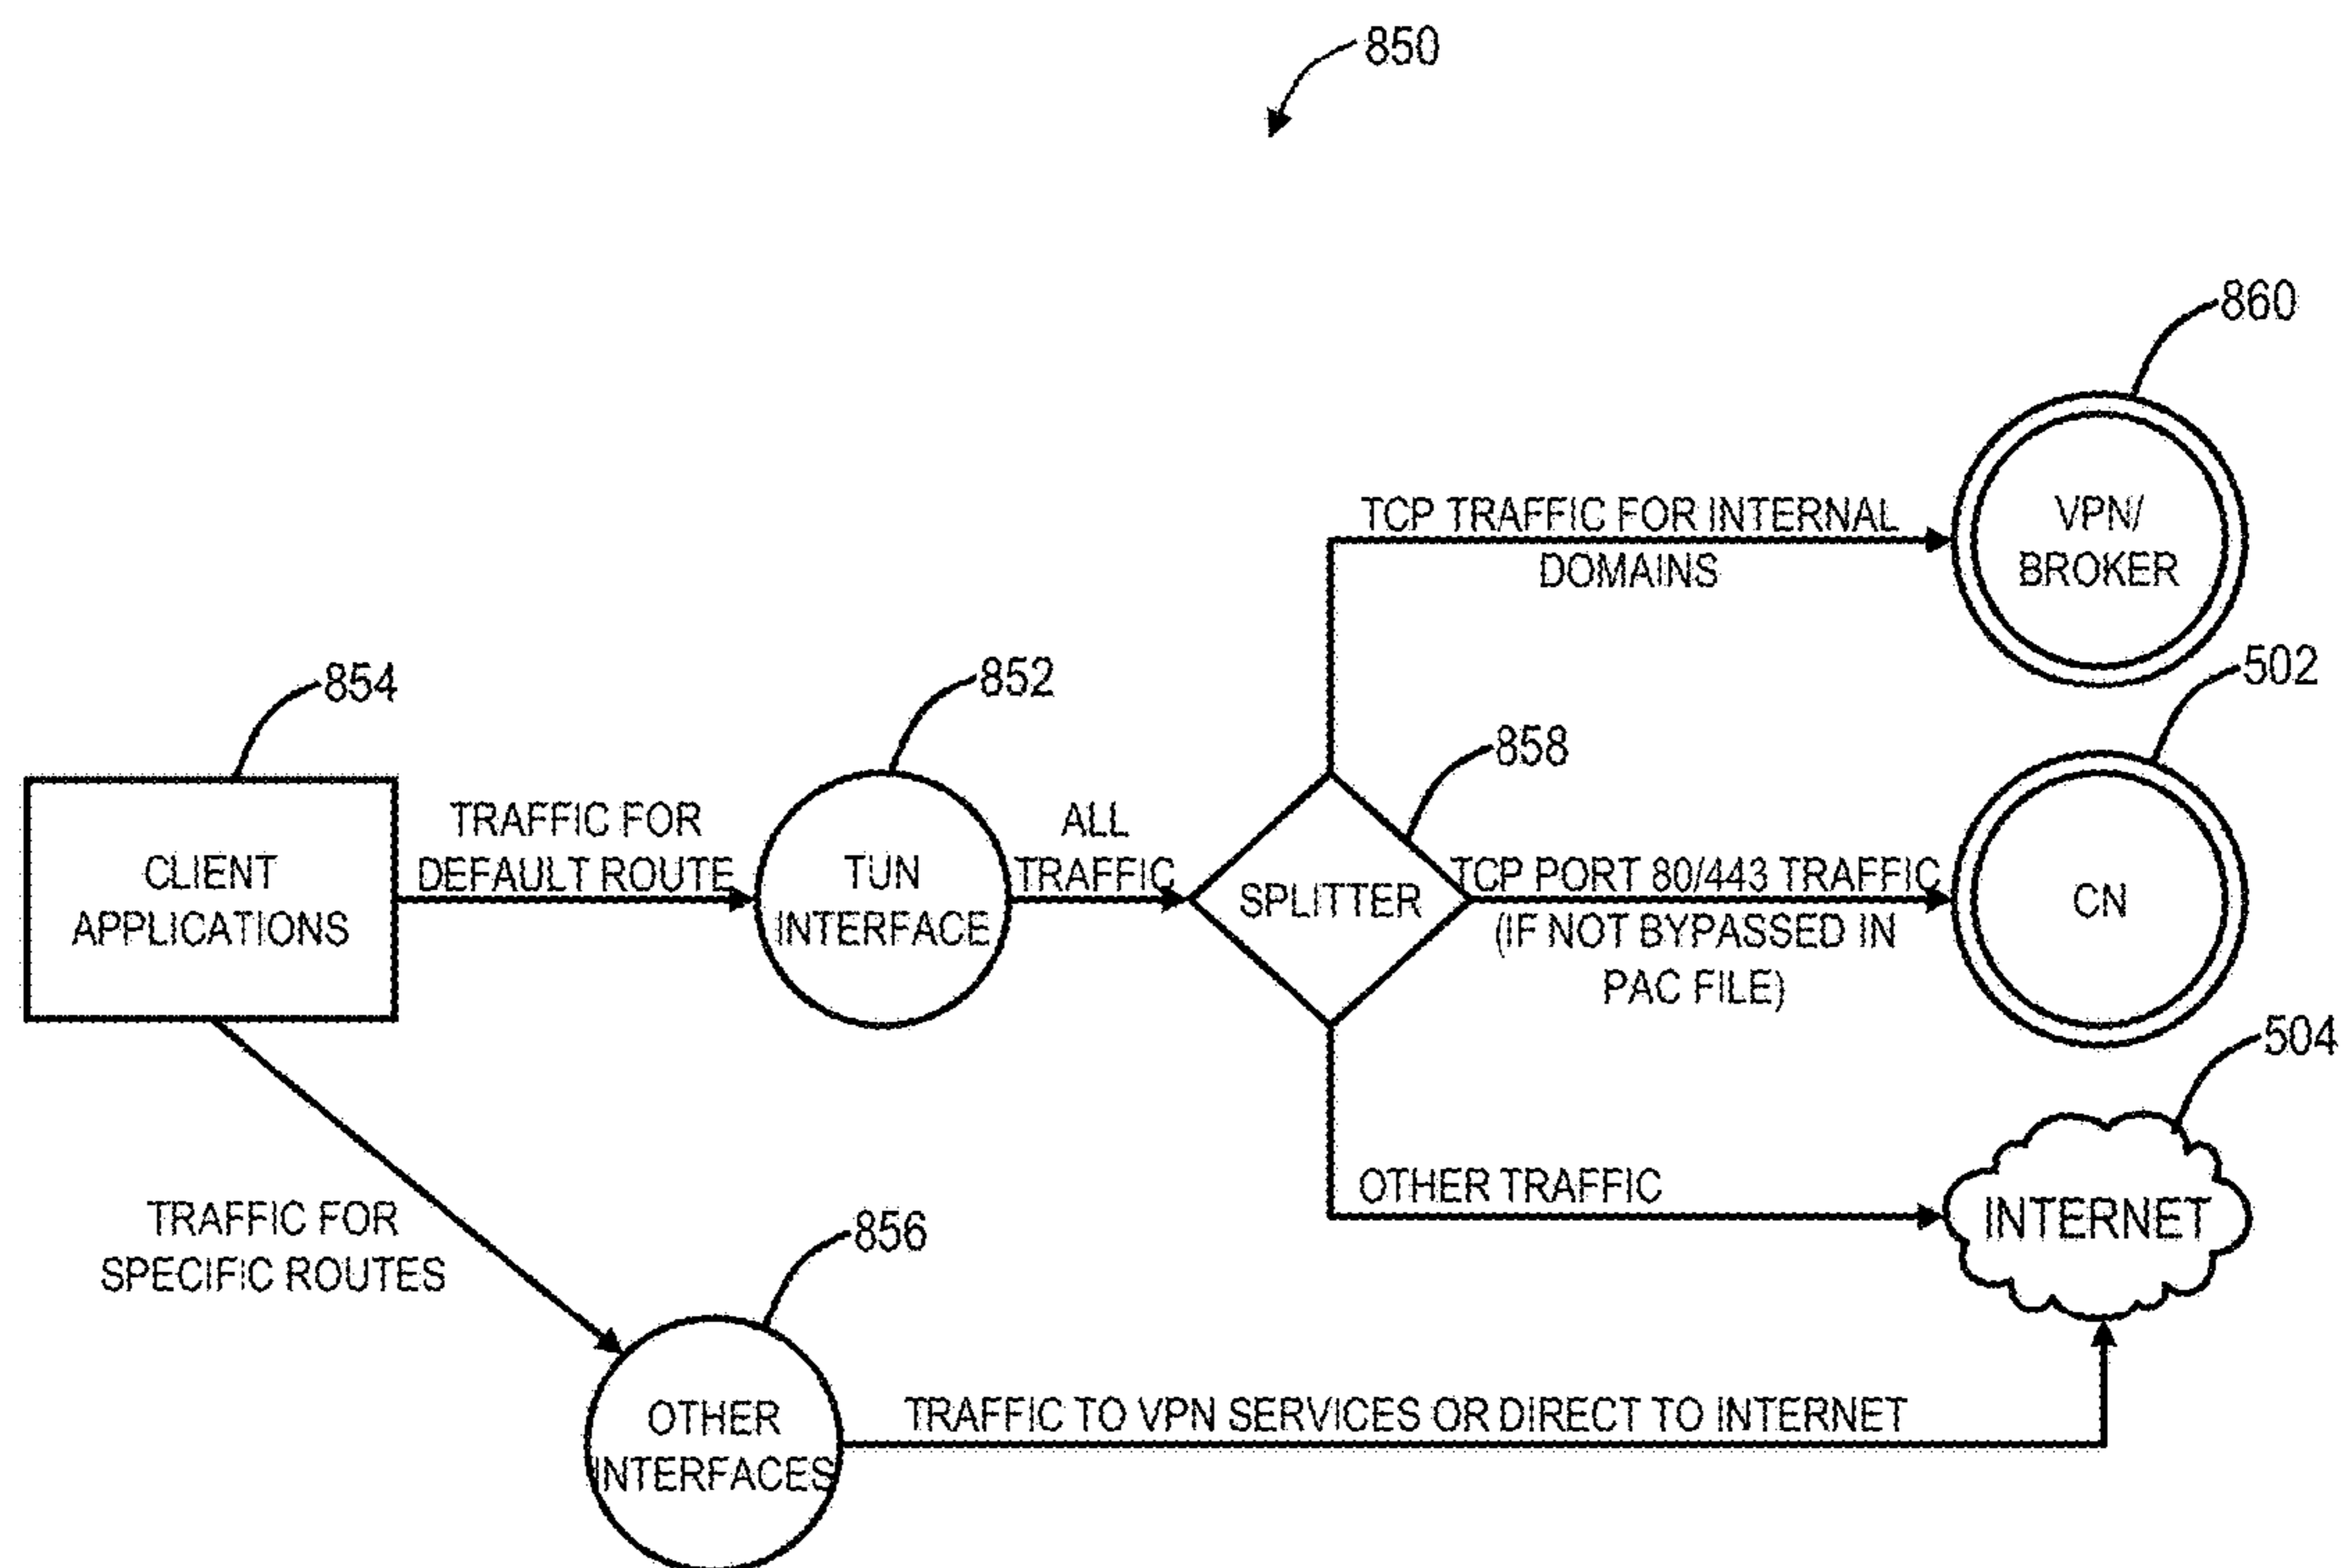 850
860
VPN/
BROKER
TCP TRAFFIC FOR INTERNAL
DOMAINS
502
854
852
858
CLIENT
APPLICATIONS
TRAFFIC FOR
DEFAULT ROUTE
TUN
INTERFACE
ALL
TRAFFIC
SPLITTER
TCP PORT 80/443 TRAFFIC
(IF NOT BYPASSED IN
PAC FILE)
CN
504
OTHER TRAFFIC
INTERNET
TRAFFIC FOR
SPECIFIC ROUTES
856
OTHER
INTERFACES
TRAFFIC TO VPN SERVICES OR DIRECT TO INTERNET